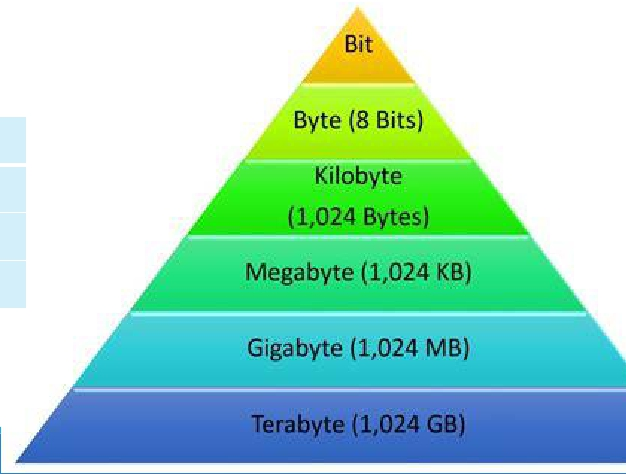 Bit
Byte (8 Bits)
Kilobyte
(1,024 Bytes)
Megabyte (1,024 KB)
Gigabyte (1,024 MB)
Terabyte (1,024 GB)